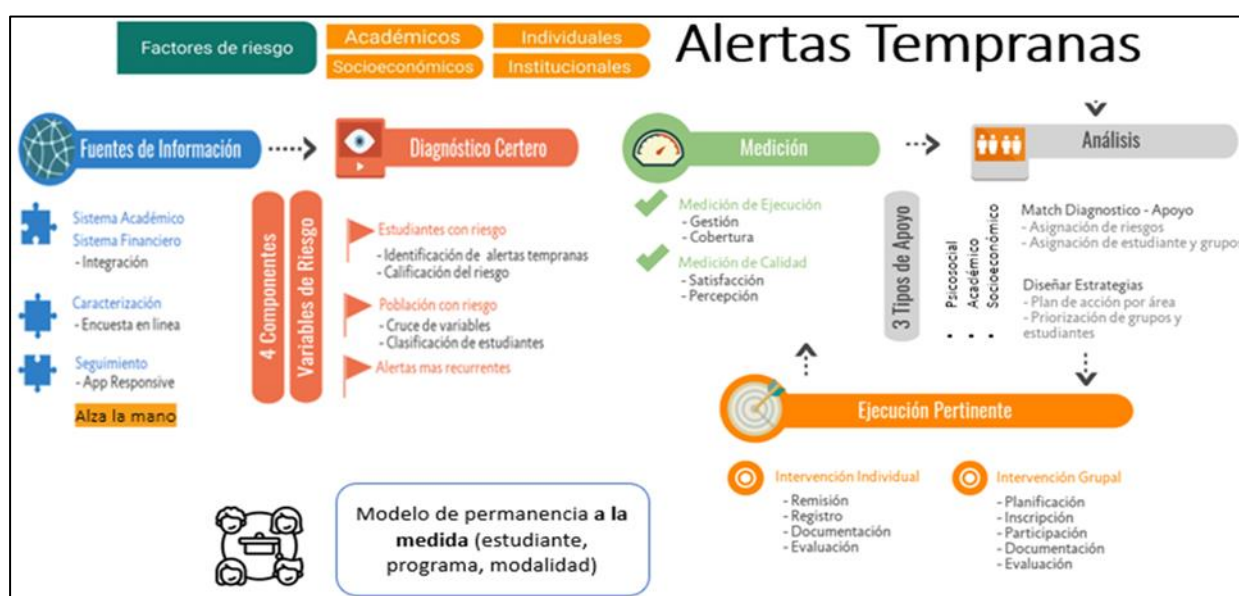 Factores de riesgo
Académicos
Individuales
Socioeconómicos
Institucionales
Alertas Tempranas
Fuentes de Información
Sistema Académico
Sistema Financiero
- Integración
Caracterización
- Encuesta en linea
Seguimiento
- App Responsive
Alza la mano
Diagnóstico Certero
4 Componentes
Variables de Riesgo
Estudiantes con riesgo
- Identificación de alertas tempranas
- Calificación del riesgo
Población con riesgo
- Cruce de variables
- Clasificación de estudiantes
Alertas mas recurrentes
Medición
Medición de Ejecución
- Gestión
- Cobertura
Medición de Calidad
- Satisfacción
- Percepción
Análisis
3 Tipos de Apoyo
Psicosocial
Académico
Socioeconómico
Match Diagnostico - Apoyo
- Asignación de riesgos
- Asignación de estudiante y grupos
Diseñar Estrategias
- Plan de acción por área
- Priorización de grupos y
estudiantes
Ejecución Pertinente
Intervención Individual
- Remisión
- Registro
- Documentación
- Evaluación
Intervención Grupal
- Planificación
- Inscripción
- Participación
- Documentación
- Evaluación
Modelo de permanencia a la
medida (estudiante,
programa, modalidad)